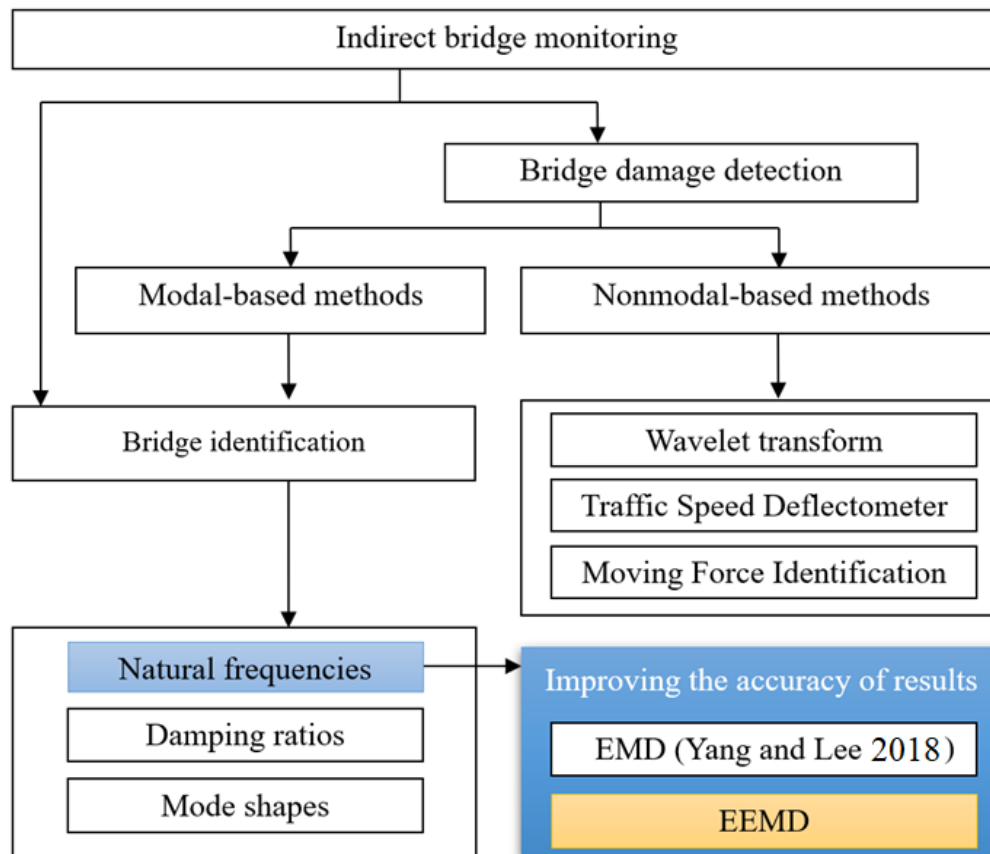 Indirect bridge monitoring
Bridge damage detection
Modal-based methods
Nonmodal-based methods
Bridge identification
Wavelet transform
Traffic Speed Deflectometer
Moving Force Identification
Natural frequencies
Damping ratios
Mode shapes
Improving the accuracy of results
EMD (Yang and Lee 2018)
EEMD